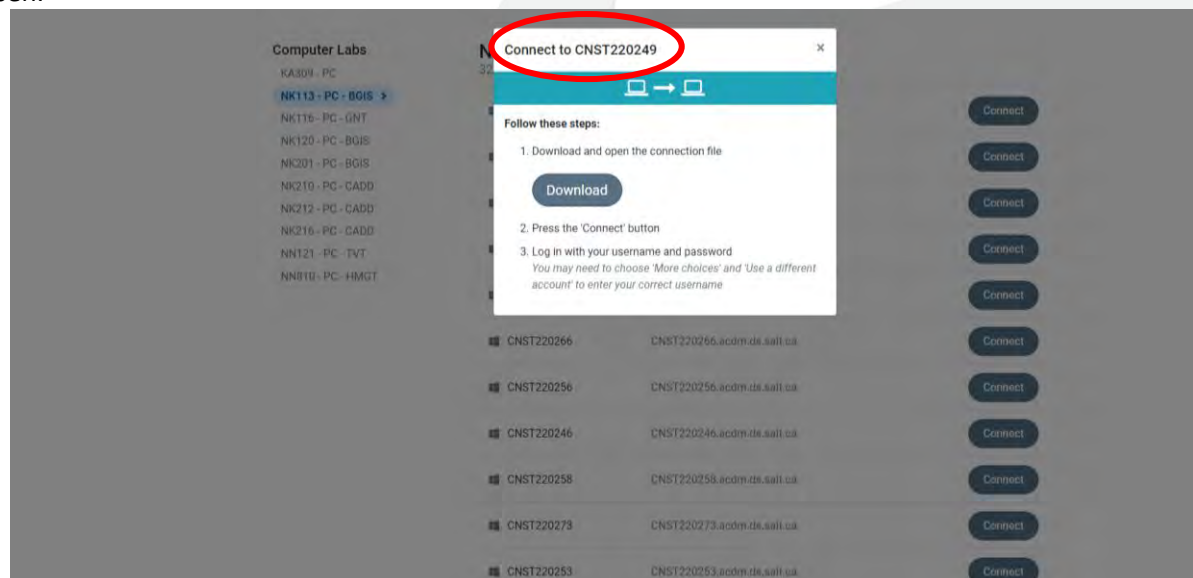 Computer Labs
KA309 - PC
NK113 - PC - BGIS >
NK116 - PC - GNT
NK120 - PC - BGIS
NK201 - PC - BGIS
NK210 - PC - CADD
NK212 - PC - CADD
NK216 - PC - CADD
NN121 - PC - TVT
NN810 - PC - HMGT
N
32
Connect to CNST220249 ×
Follow these steps:
1. Download and open the connection file
Download
2. Press the 'Connect' button
3. Log in with your username and password
You may need to choose 'More choices' and 'Use a different
account' to enter your correct username
Connect
Connect
Connect
Connect
Connect
CNST220266 CNST220266.acdm.ds.sait.ca Connect
CNST220256 CNST220256.acdm.ds.sait.ca Connect
CNST220246 CNST220246.acdm.ds.sait.ca Connect
CNST220258 CNST220258.acdm.ds.sait.ca Connect
CNST220273 CNST220273.acdm.ds.sait.ca Connect
CNST220253 CNST220253.acdm.ds.sait.ca Connect